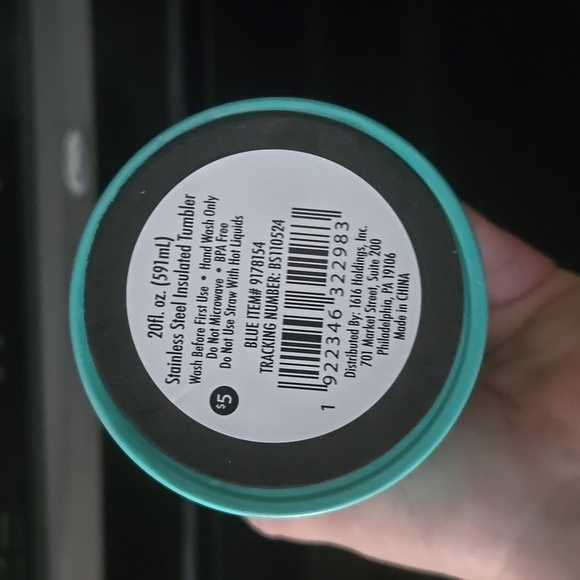 20fl. oz. (591mL)
Stainless Steel Insulated Tumbler
Wash Before First Use • Hand Wash Only
Do Not Microwave • BPA Free
Do Not Use Straw With Hot Liquids
$5
BLUE ITEM# 9178154
TRACKING NUMBER: BST10524
1 922346 322983
Distributed By: 1616 Holdings, Inc.
701 Market Street, Suite 200
Philadelphia, PA 19106
Made in CHINA